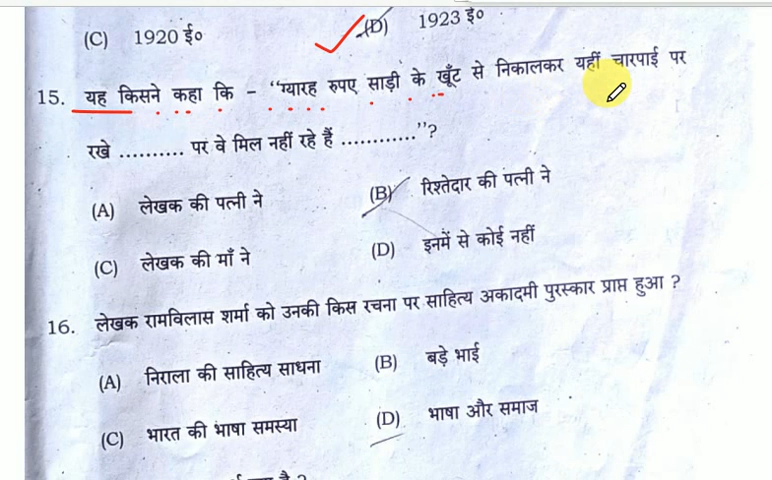 (C) 1920 ई० (D) 1923 ई०
15. यह किसने कहा कि – “ग्यारह रुपए साड़ी के खूँट से निकालकर यहीं चारपाई पर
रखे .......... पर वे मिल नहीं रहे हैं ............”?
(A) लेखक की पत्नी ने (B) रिश्तेदार की पत्नी ने
(C) लेखक की माँ ने (D) इनमें से कोई नहीं
16. लेखक रामविलास शर्मा को उनकी किस रचना पर साहित्य अकादमी पुरस्कार प्राप्त हुआ ?
(A) निराला की साहित्य साधना (B) बड़े भाई
(C) भारत की भाषा समस्या (D) भाषा और समाज